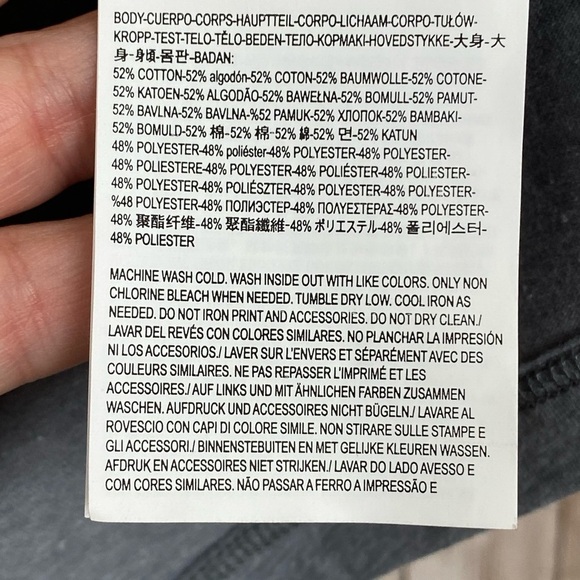 BODY-CUERPO-CORPS-HAUPTTEIL-CORPO-LICHAAM-CORPO-TUŁÓW-
KROPP-TEST-TELO-TĚLO-BEDEN-ТЕЛО-ΚΟΡΜΑΚΙ-HOVEDSTYKKE-大身-大
身-身頃-몸판-BADAN:
52% COTTON-52% algodón-52% COTON-52% BAUMWOLLE-52% COTONE-
52% KATOEN-52% ALGODÃO-52% BAWEŁNA-52% BOMULL-52% PAMUT-
52% BAVLNA-52% BAVLNA-%52 PAMUK-52% ХЛОПОК-52% ΒΑΜΒΑΚΙ-
52% BOMULD-52% 棉-52% 棉-52% 綿-52% 면-52% KATUN
48% POLYESTER-48% poliéster-48% POLYESTER-48% POLYESTER-
48% POLIESTERE-48% POLYESTER-48% POLIÉSTER-48% POLIESTER-
48% POLYESTER-48% POLIÉSZTER-48% POLYESTER-48% POLYESTER-
%48 POLYESTER-48% ПОЛИЭСТЕР-48% ΠΟΛΥΕΣΤΕΡΑΣ-48% POLYESTER-
48% 聚酯纤维-48% 聚酯纖維-48% ポリエステル-48% 폴리에스터-
48% POLIESTER
MACHINE WASH COLD. WASH INSIDE OUT WITH LIKE COLORS. ONLY NON
CHLORINE BLEACH WHEN NEEDED. TUMBLE DRY LOW. COOL IRON AS
NEEDED. DO NOT IRON PRINT AND ACCESSORIES. DO NOT DRY CLEAN./
LAVAR DEL REVÉS CON COLORES SIMILARES. NO PLANCHAR LA IMPRESIÓN
NI LOS ACCESORIOS./ LAVER SUR L'ENVERS ET SÉPARÉMENT AVEC DES
COULEURS SIMILAIRES. NE PAS REPASSER L'IMPRIMÉ ET LES
ACCESSOIRES./ AUF LINKS UND MIT ÄHNLICHEN FARBEN ZUSAMMEN
WASCHEN. AUFDRUCK UND ACCESSOIRES NICHT BÜGELN./ LAVARE AL
ROVESCIO CON CAPI DI COLORE SIMILE. NON STIRARE SULLE STAMPE E
GLI ACCESSORI./ BINNENSTEBUITEN EN MET GELIJKE KLEUREN WASSEN.
AFDRUK EN ACCESSOIRES NIET STRIJKEN./ LAVAR DO LADO AVESSO E
COM CORES SIMILARES. NÃO PASSAR A FERRO A IMPRESSÃO E